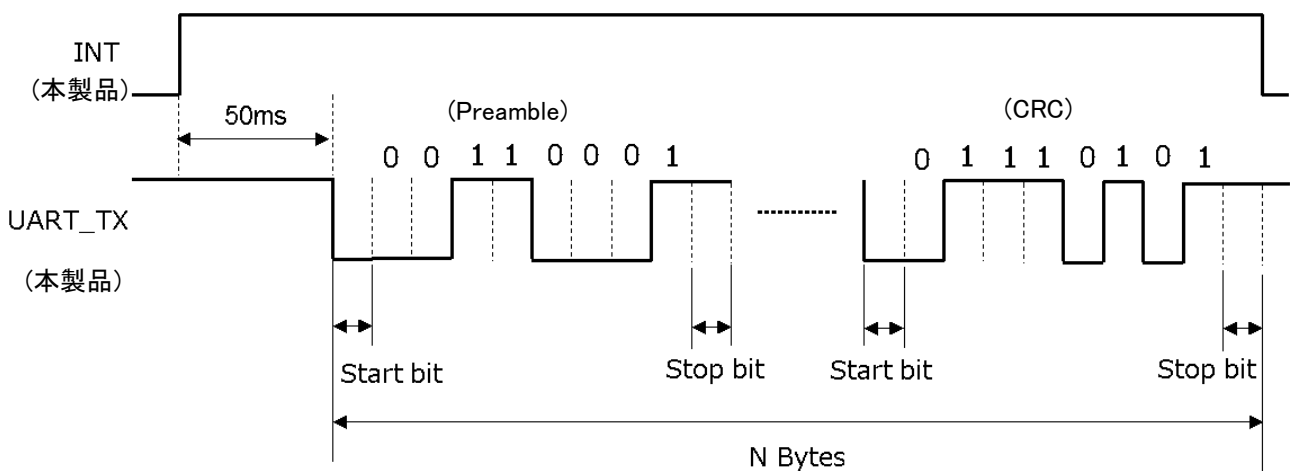 INT
(本製品)
50ms
(Preamble)
(CRC)
0 0 1 1 0 0 0 1
0 1 1 1 0 1 0 1
UART_TX
(本製品)
Start bit
Stop bit
Start bit
Stop bit
N Bytes